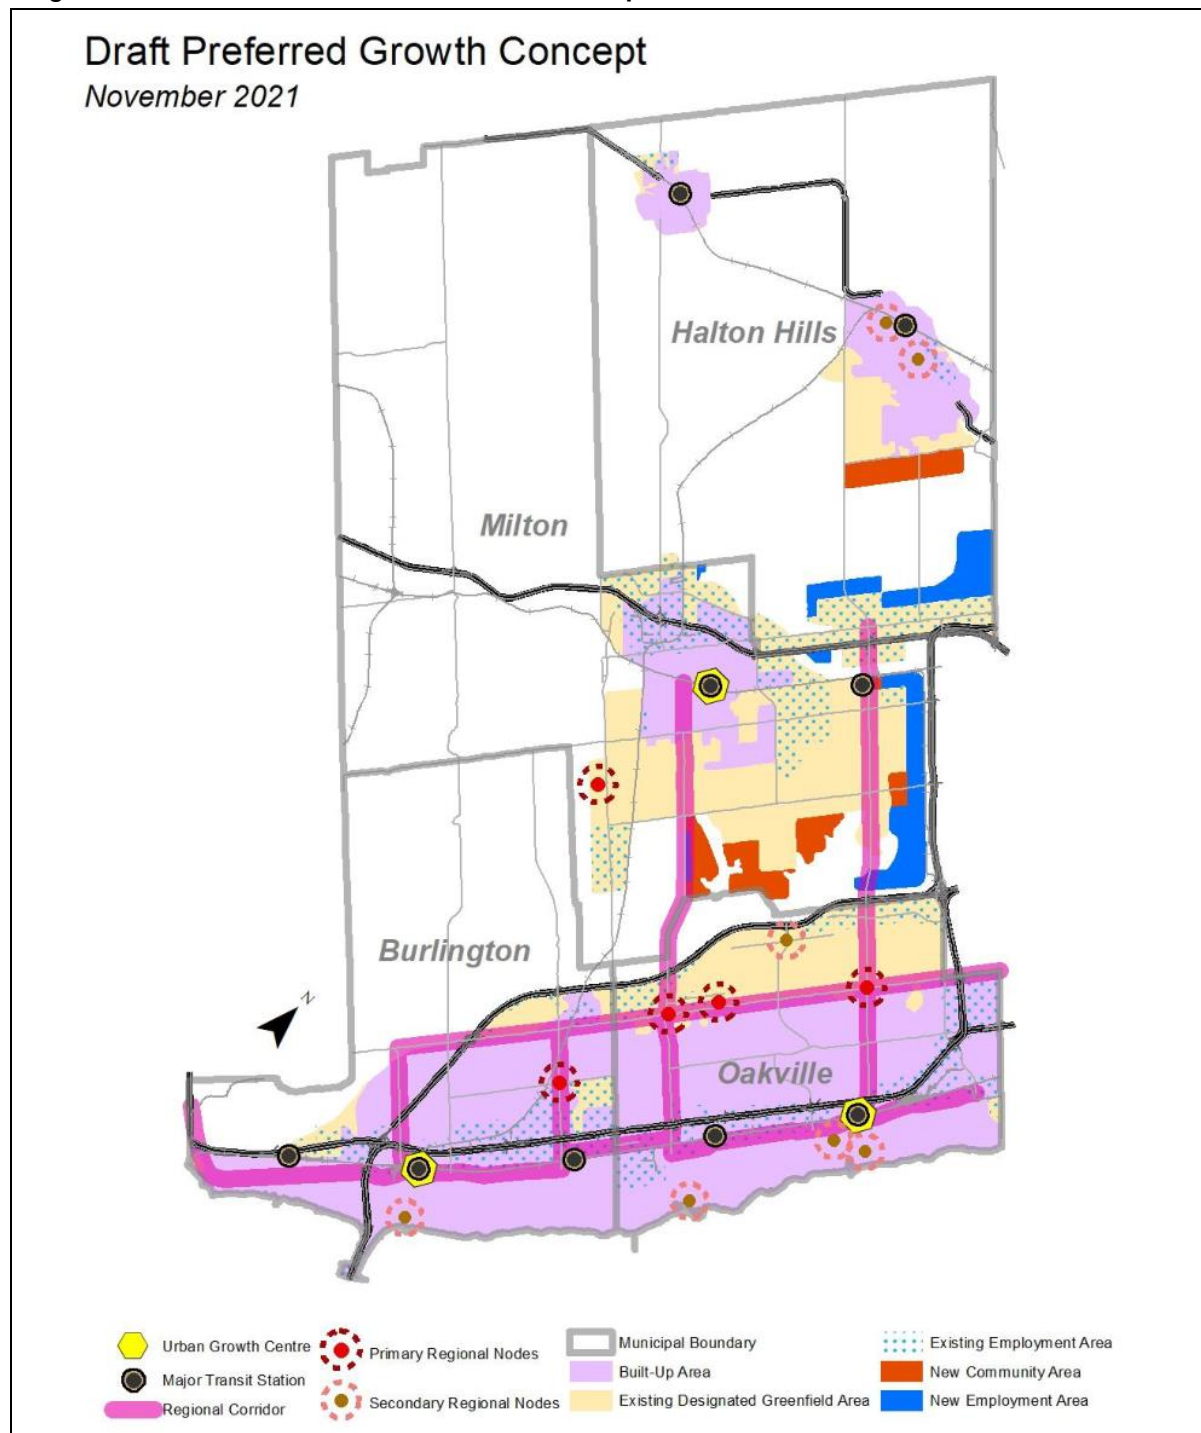 Draft Preferred Growth Concept
November 2021
Halton Hills
Milton
Burlington
N
Oakville
Urban Growth Centre
Major Transit Station
Regional Corridor
Primary Regional Nodes
Secondary Regional Nodes
Municipal Boundary
Built-Up Area
Existing Designated Greenfield Area
Existing Employment Area
New Community Area
New Employment Area